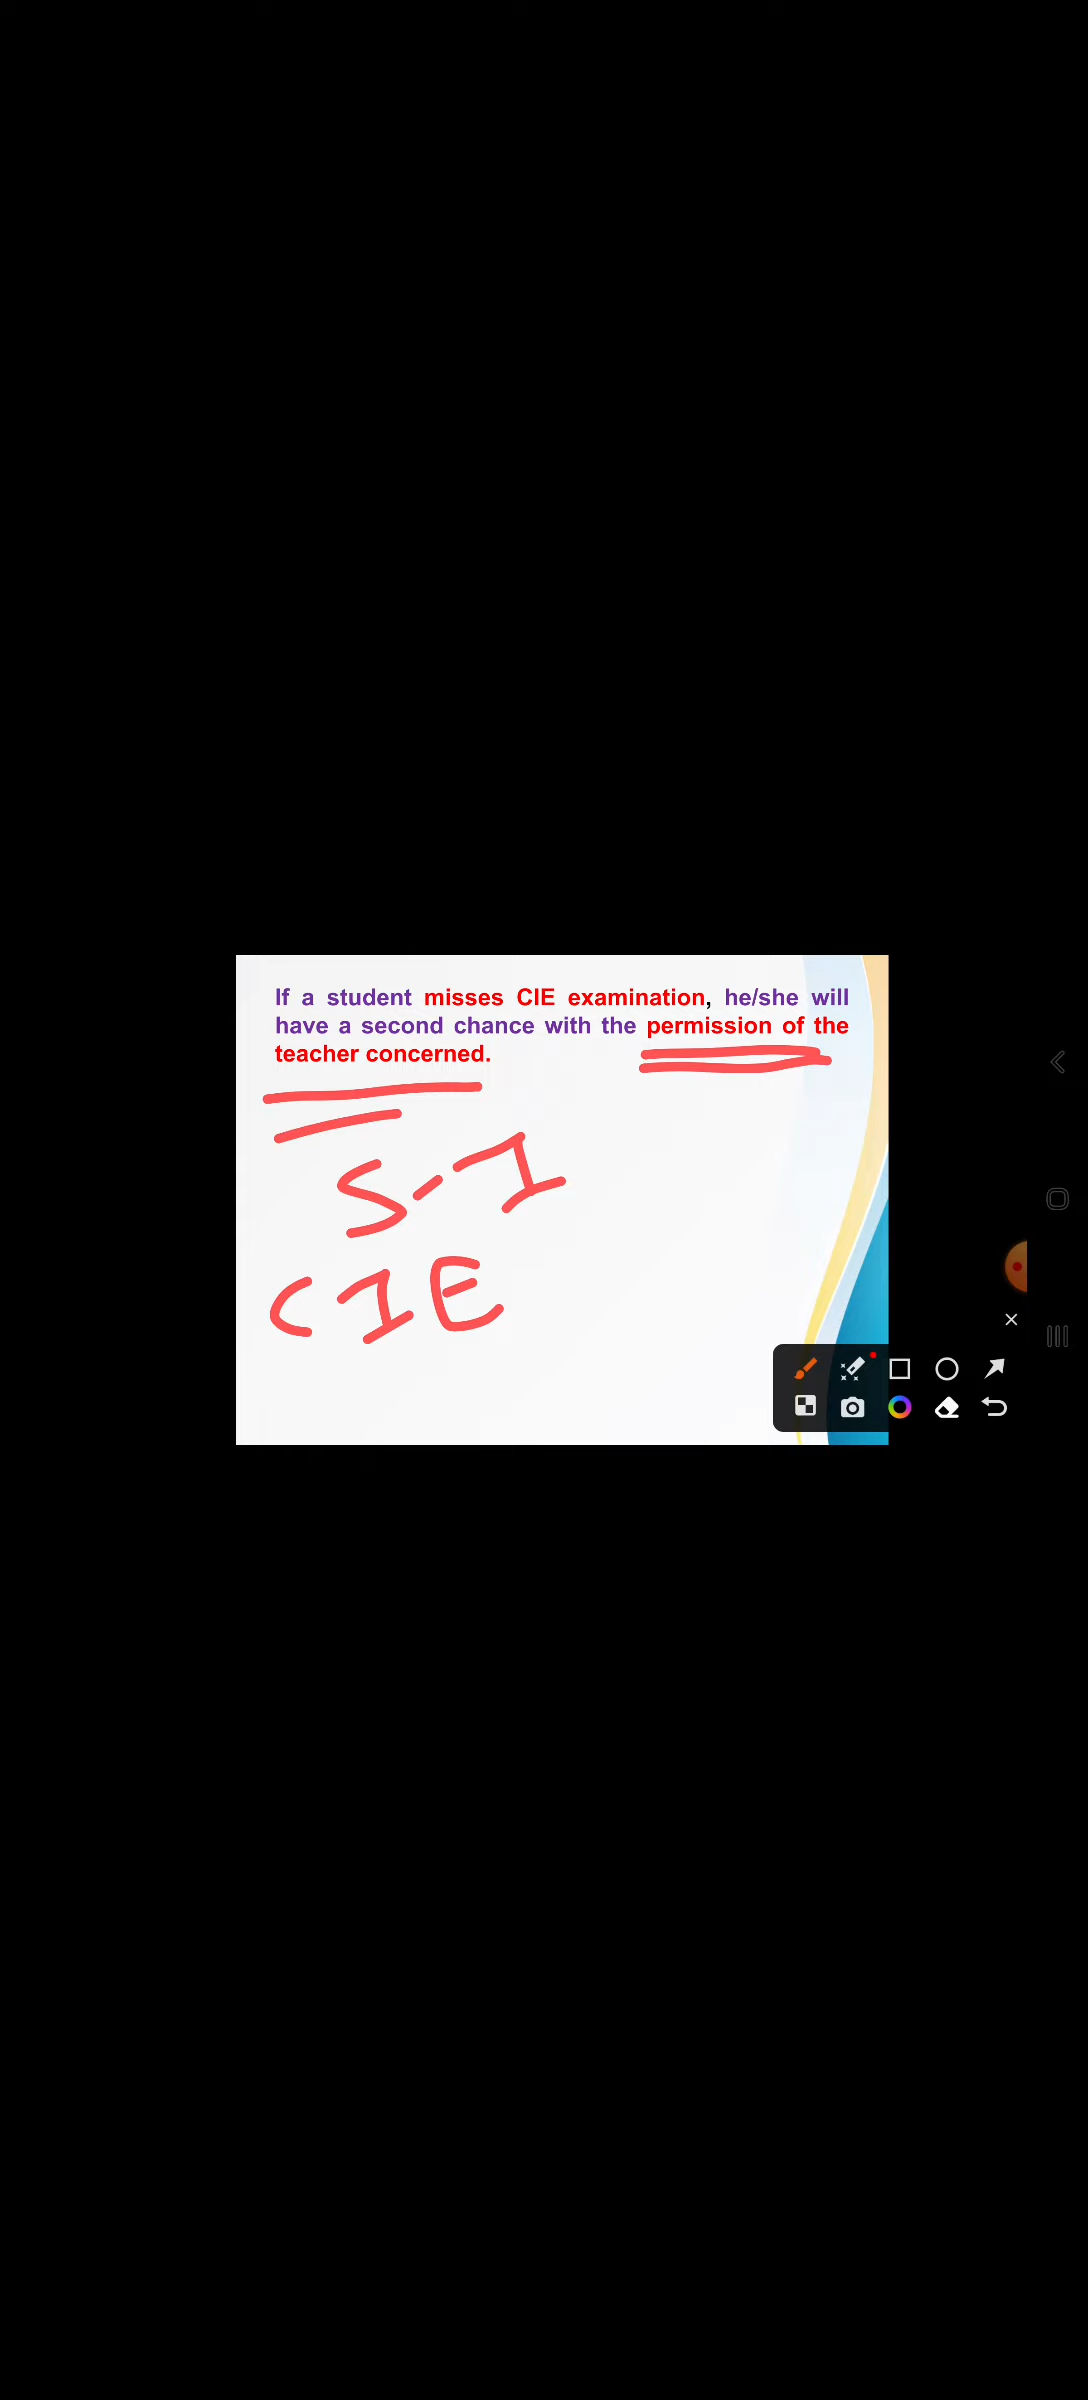 If a student misses CIE examination, he/she will
have a second chance with the permission of the
teacher concerned.
S-I
CIE